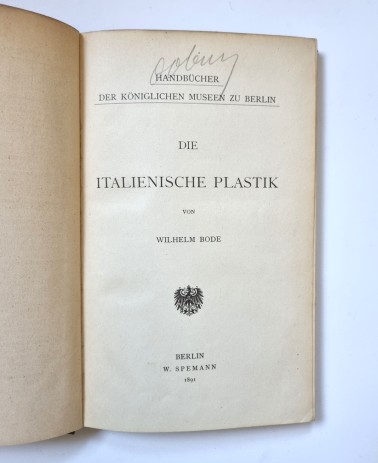 HANDBÜCHER
DER KÖNIGLICHEN MUSEEN ZU BERLIN
DIE
ITALIENISCHE PLASTIK
VON
WILHELM BODE
BERLIN
W. SPEMANN
1891